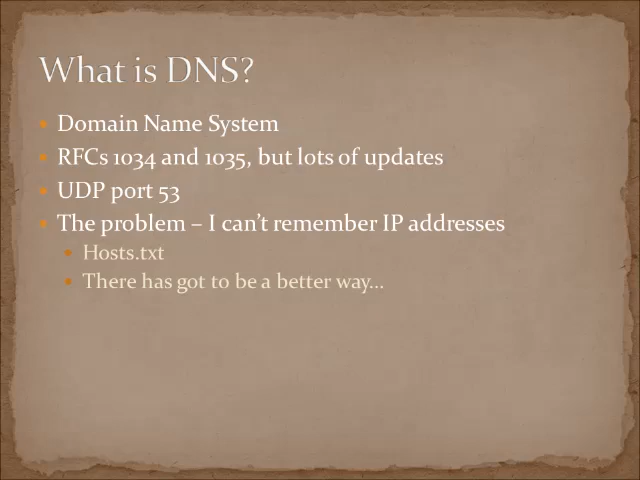 What is DNS?
Domain Name System
RFCs 1034 and 1035, but lots of updates
UDP port 53
The problem – I can't remember IP addresses
Hosts.txt
There has got to be a better way…